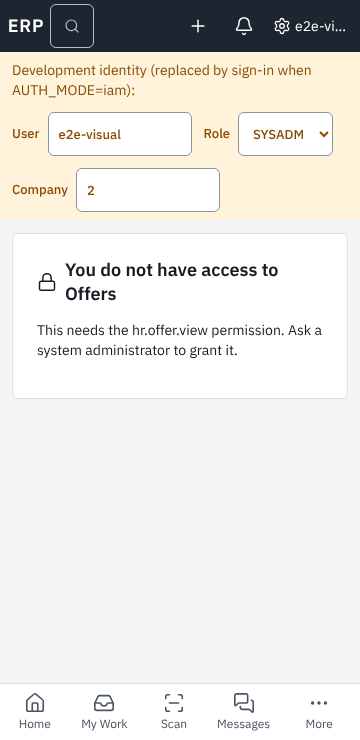 ERP
e2e-vi...
Development identity (replaced by sign-in when
AUTH_MODE=iam):
User
e2e-visual
Role
SYSADM
Company
2
You do not have access to
Offers
This needs the hr.offer.view permission. Ask a
system administrator to grant it.
Home
My Work
Scan
Messages
More